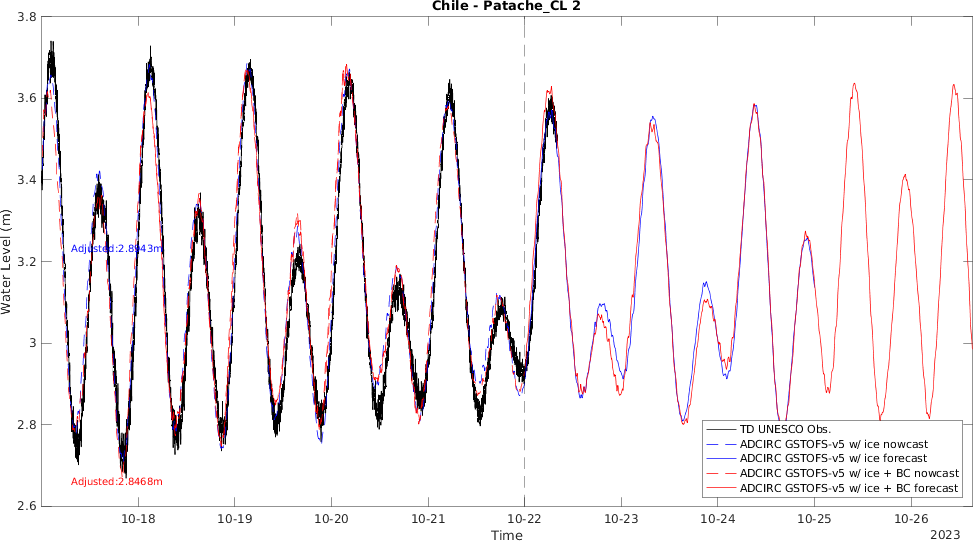 Chile - Patache_CL 2
3.8
3.6
3.4
3.2
3
2.8
2.6
Water Level (m)
Adjusted:2.8943m
Adjusted:2.8468m
TD UNESCO Obs.
ADCIRC GSTOFS-v5 w/ ice nowcast
ADCIRC GSTOFS-v5 w/ ice forecast
ADCIRC GSTOFS-v5 w/ ice + BC nowcast
ADCIRC GSTOFS-v5 w/ ice + BC forecast
10-18 10-19 10-20 10-21 10-22 10-23 10-24 10-25 10-26
Time
2023